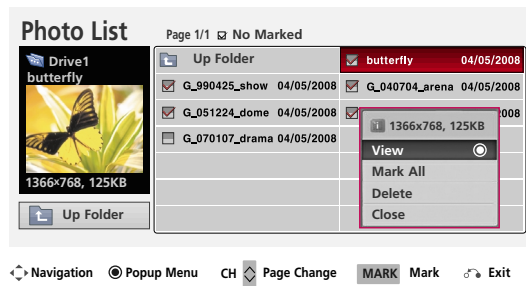 Photo List
Page 1/1 No Marked
Drive1
butterfly
1366×768, 125KB
Up Folder
Up Folder
butterfly 04/05/2008
G_990425_show 04/05/2008
G_040704_arena 04/05/2008
G_051224_dome 04/05/2008
008
G_070107_drama 04/05/2008
1366x768, 125KB
View
Mark All
Delete
Close
Navigation
Popup Menu
CH Page Change
MARK Mark
Exit